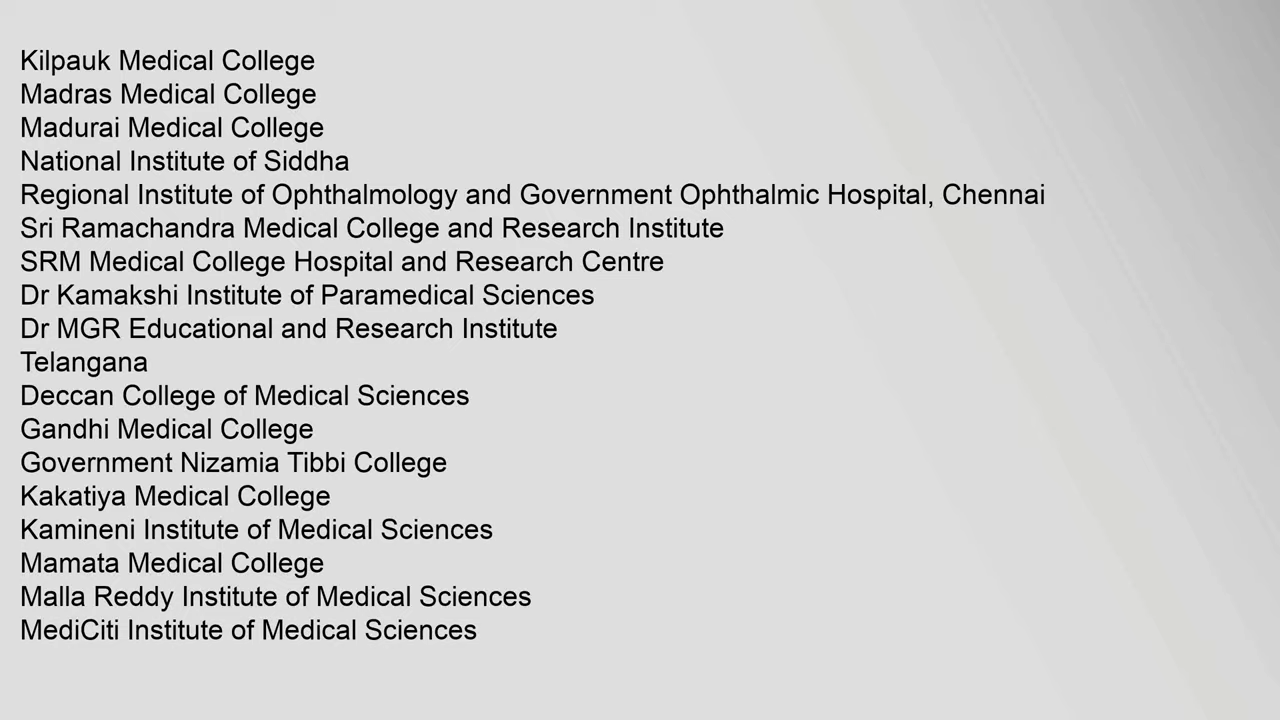 Kilpauk Medical College
Madras Medical College
Madurai Medical College
National Institute of Siddha
Regional Institute of Ophthalmology and Government Ophthalmic Hospital, Chennai
Sri Ramachandra Medical College and Research Institute
SRM Medical College Hospital and Research Centre
Dr Kamakshi Institute of Paramedical Sciences
Dr MGR Educational and Research Institute
Telangana
Deccan College of Medical Sciences
Gandhi Medical College
Government Nizamia Tibbi College
Kakatiya Medical College
Kamineni Institute of Medical Sciences
Mamata Medical College
Malla Reddy Institute of Medical Sciences
MediCiti Institute of Medical Sciences